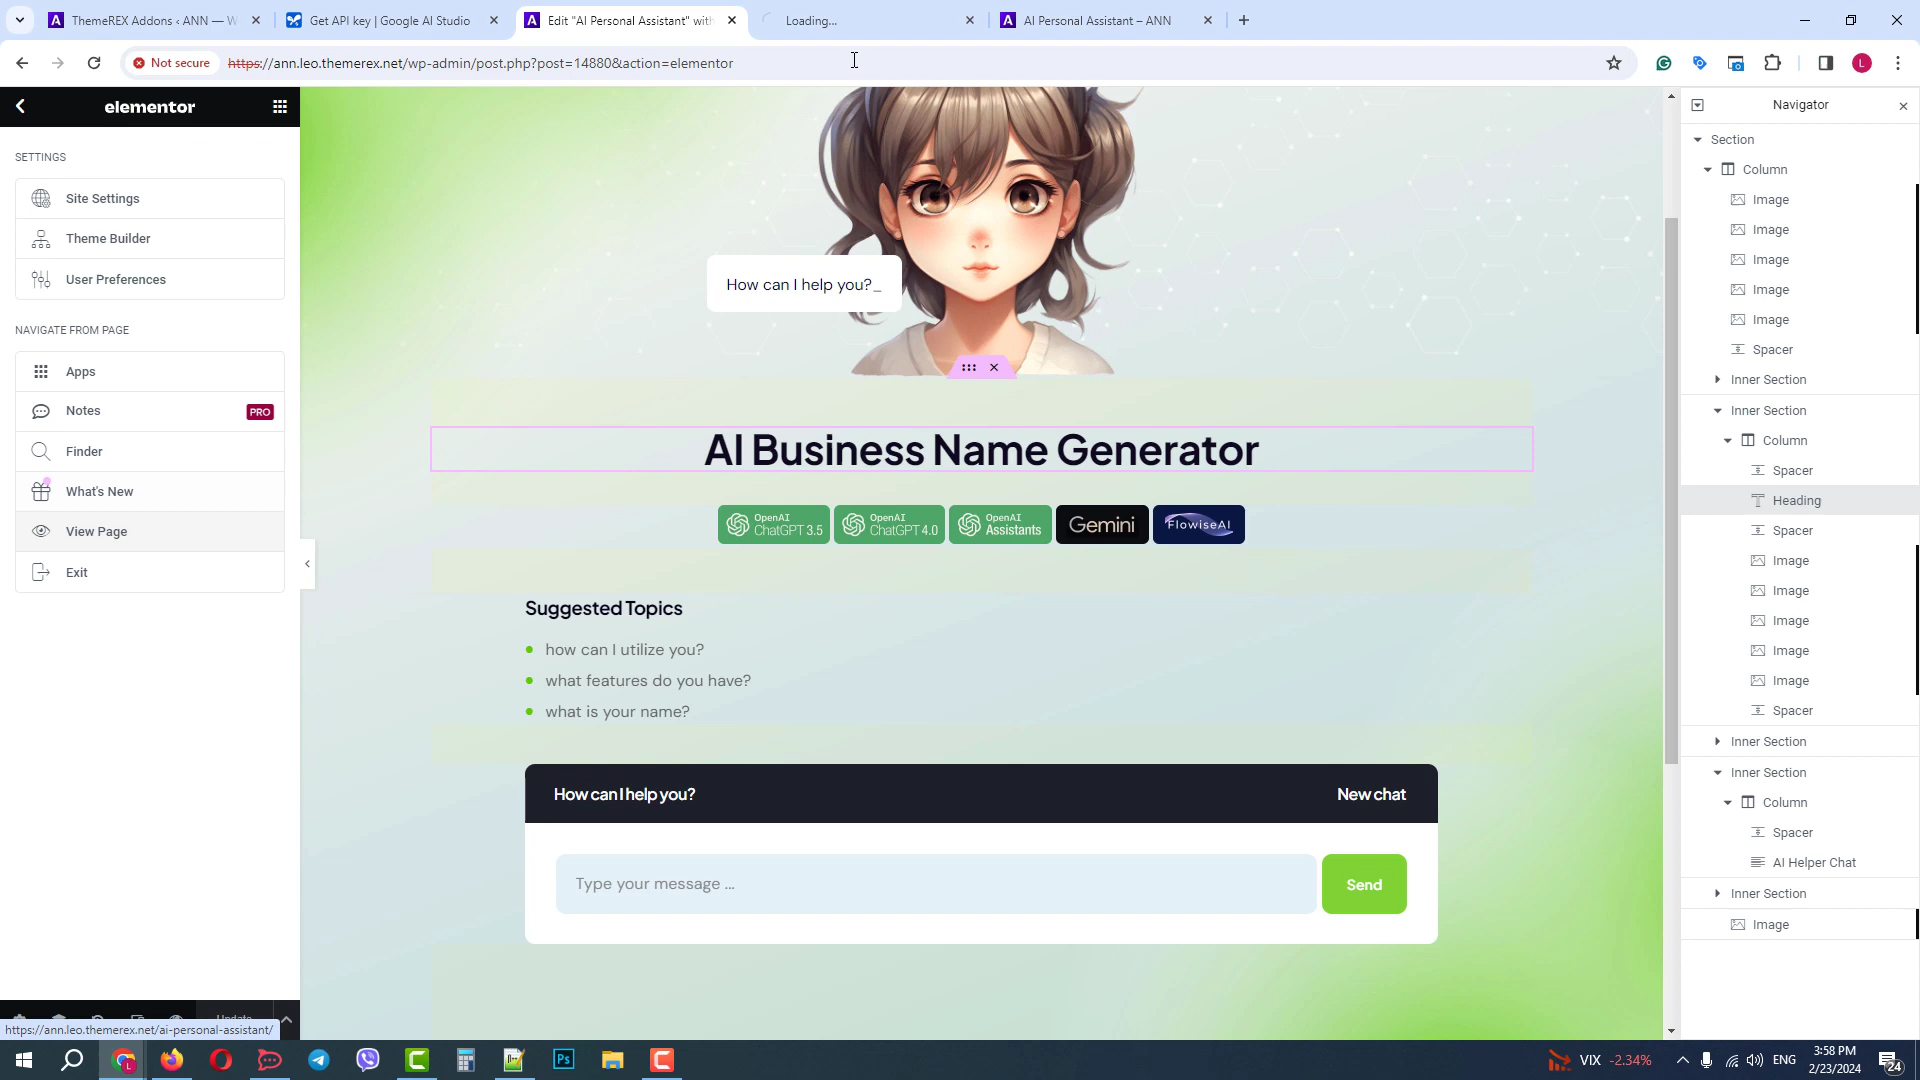 ThemeREX Addons ‹ ANN — W
Get API key | Google AI Studio
Edit "AI Personal Assistant" with
Loading...
AI Personal Assistant – ANN
Not secure
https://ann.leo.themerex.net/wp-admin/post.php?post=14880&action=elementor
L
elementor
SETTINGS
Site Settings
Theme Builder
User Preferences
NAVIGATE FROM PAGE
Apps
Notes
PRO
Finder
What's New
View Page
Exit
Update
https://ann.leo.themerex.net/ai-personal-assistant/
How can I help you?_
AI Business Name Generator
OpenAI
ChatGPT 3.5
OpenAI
ChatGPT 4.0
OpenAI
Assistants
Gemini
FlowiseAI
Suggested Topics
how can I utilize you?
what features do you have?
what is your name?
How can I help you?
New chat
Type your message ...
Send
Navigator
Section
Column
Image
Image
Image
Image
Image
Spacer
Inner Section
Inner Section
Column
Spacer
Heading
Spacer
Image
Image
Image
Image
Image
Spacer
Inner Section
Inner Section
Column
Spacer
AI Helper Chat
Inner Section
Image
L
Ps
VIX -2.34%
ENG
3:58 PM
2/23/2024
24